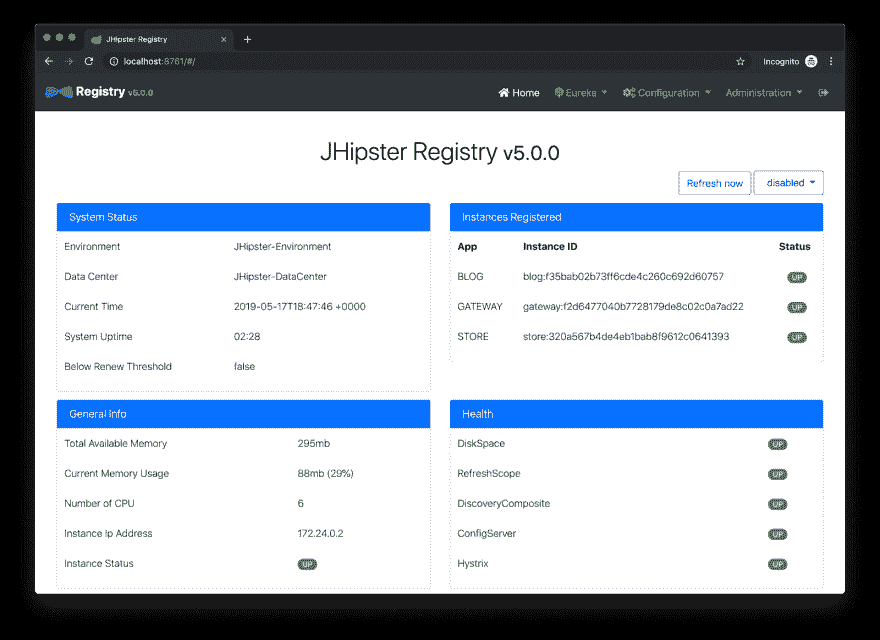 JHipster Registry
localhost:8761/#/
Incognito
Registry v5.0.0
Home Eureka Configuration Administration
JHipster Registry v5.0.0
Refresh now disabled
System Status
Environment JHipster-Environment
Data Center JHipster-DataCenter
Current Time 2019-05-17T18:47:46 +0000
System Uptime 02:28
Below Renew Threshold false
Instances Registered
App Instance ID Status
BLOG blog:f35bab02b73ff6cde4c260c692d60757 UP
GATEWAY gateway:f2d6477040b7728179de8c02c0a7ad22 UP
STORE store:320a567b4de4eb1bab8f9612c0641393 UP
General Info
Total Available Memory 295mb
Current Memory Usage 88mb (29%)
Number of CPU 6
Instance Ip Address 172.24.0.2
Instance Status UP
Health
DiskSpace UP
RefreshScope UP
DiscoveryComposite UP
ConfigServer UP
Hystrix UP